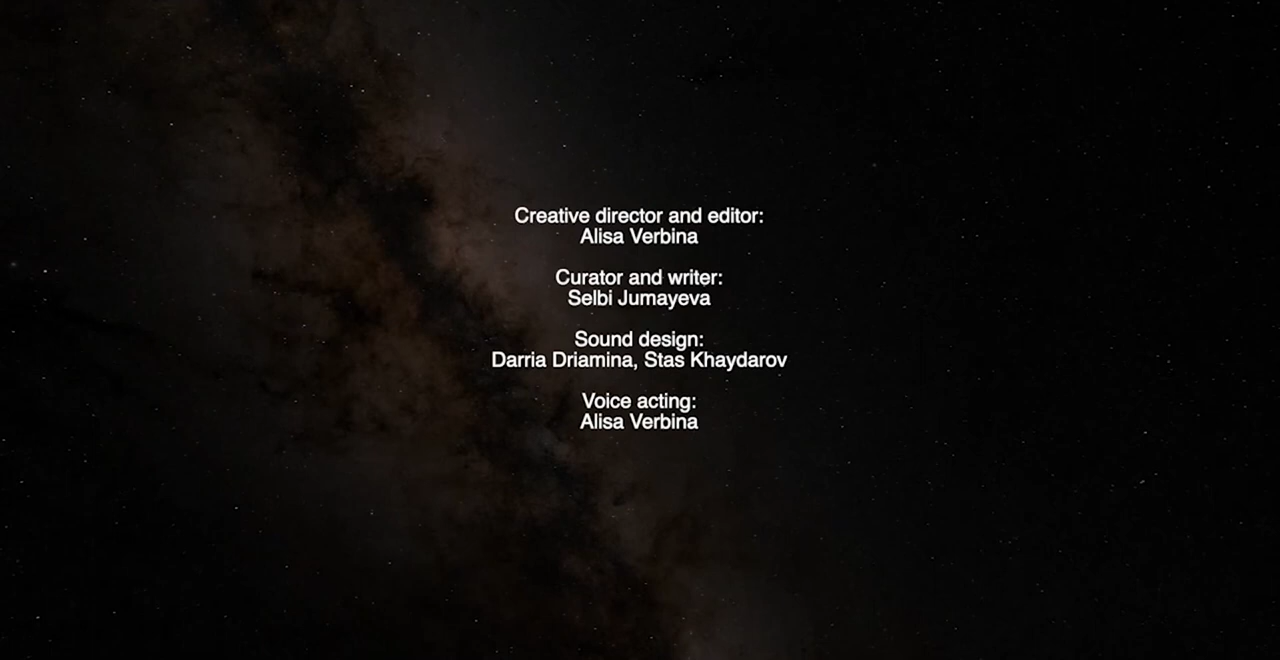 Creative director and editor:
Alisa Verbina
Curator and writer:
Selbi Jumayeva
Sound design:
Darria Driamina, Stas Khaydarov
Voice acting:
Alisa Verbina